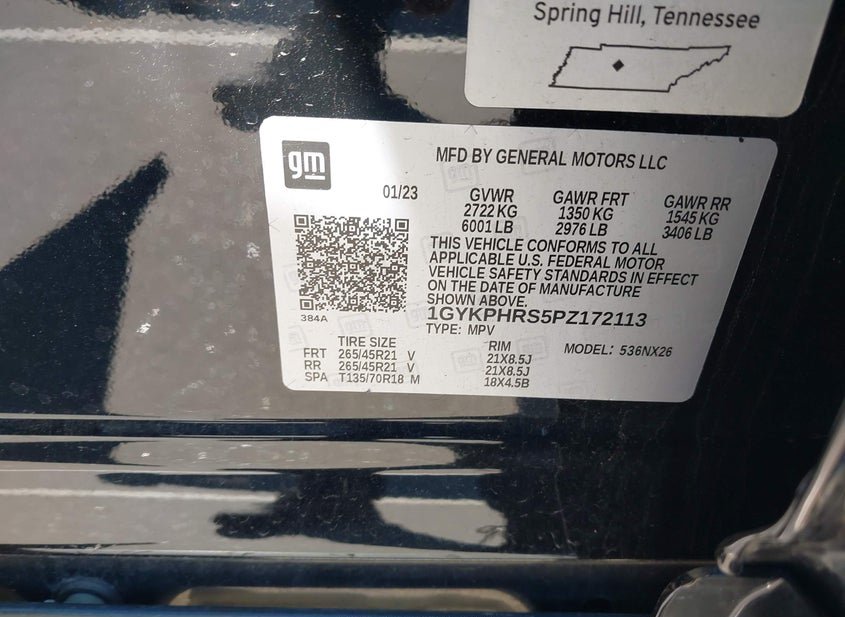 Spring Hill, Tennessee
gm
MFD BY GENERAL MOTORS LLC
01/23
GVWR GAWR FRT GAWR RR
2722 KG 1350 KG 1545 KG
6001 LB 2976 LB 3406 LB
THIS VEHICLE CONFORMS TO ALL
APPLICABLE U.S. FEDERAL MOTOR
VEHICLE SAFETY STANDARDS IN EFFECT
ON THE DATE OF MANUFACTURE
SHOWN ABOVE.
384A
1GYKPHRS5PZ172113
TYPE: MPV
MODEL: 536NX26
TIRE SIZE RIM
FRT 265/45R21 V 21X8.5J
RR 265/45R21 V 21X8.5J
SPA T135/70R18 M 18X4.5B